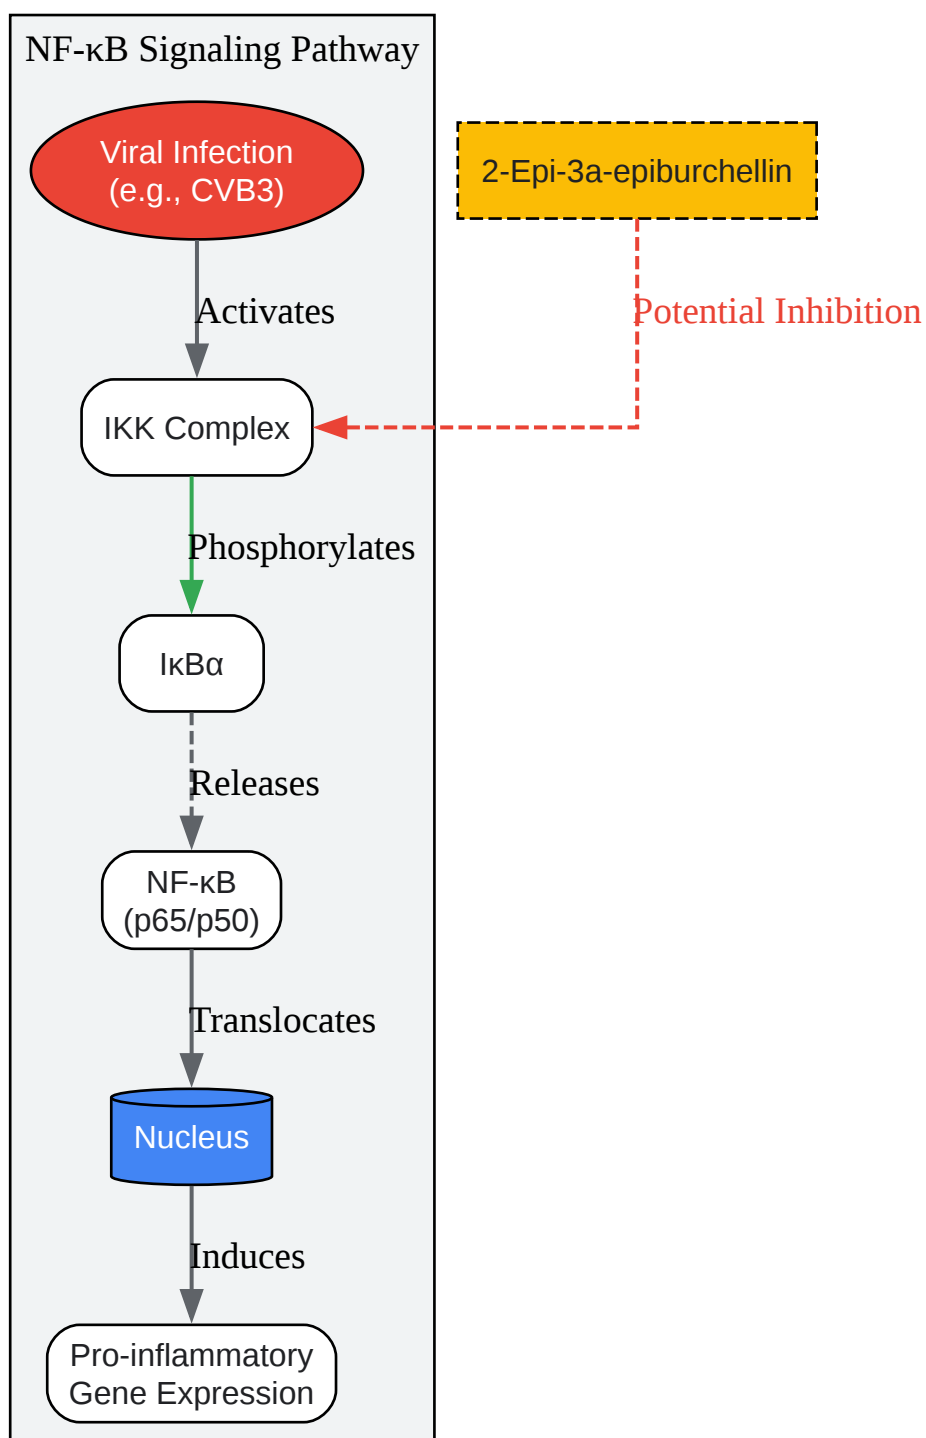 NF-κB Signaling Pathway
Viral Infection
(e.g., CVB3)
2-Epi-3a-epiburchellin
Activates
Potential Inhibition
IKK Complex
Phosphorylates
IκBα
Releases
NF-κB
(p65/p50)
Translocates
Nucleus
Induces
Pro-inflammatory
Gene Expression